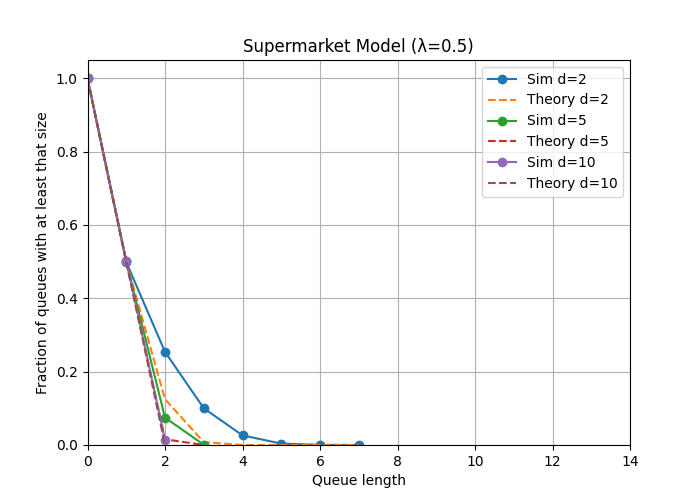 Supermarket Model (λ=0.5)
Sim d=2
Theory d=2
Sim d=5
Theory d=5
Sim d=10
Theory d=10
Fraction of queues with at least that size
1.0
0.8
0.6
0.4
0.2
0.0
0 2 4 6 8 10 12 14
Queue length